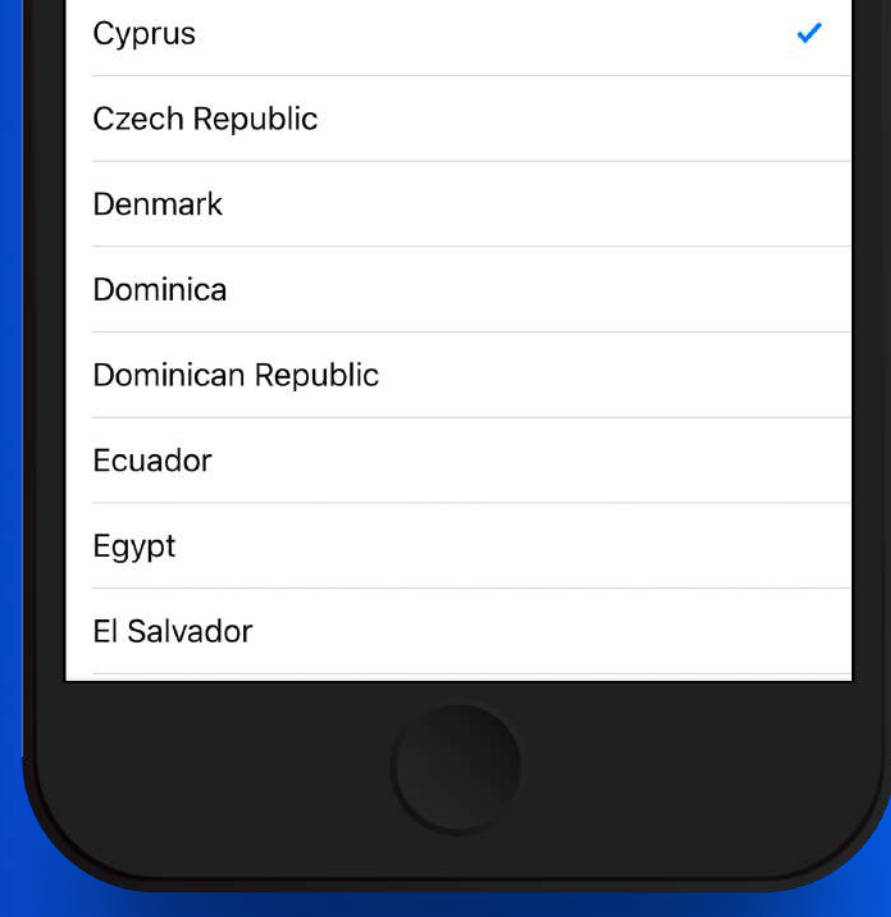 Cyprus
Czech Republic
Denmark
Dominica
Dominican Republic
Ecuador
Egypt
El Salvador